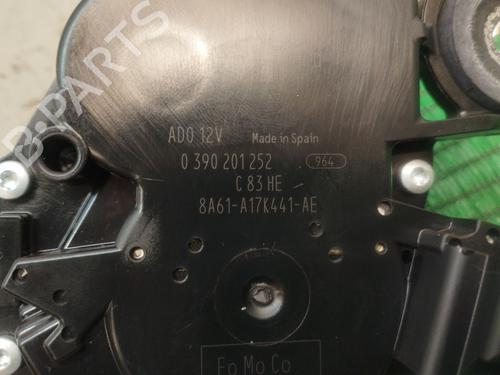 B-PARTS
AD0 12V Made in Spain
0 390 201 252 964
C 83 HE
8A61-A17K441-AE
FoMoCo